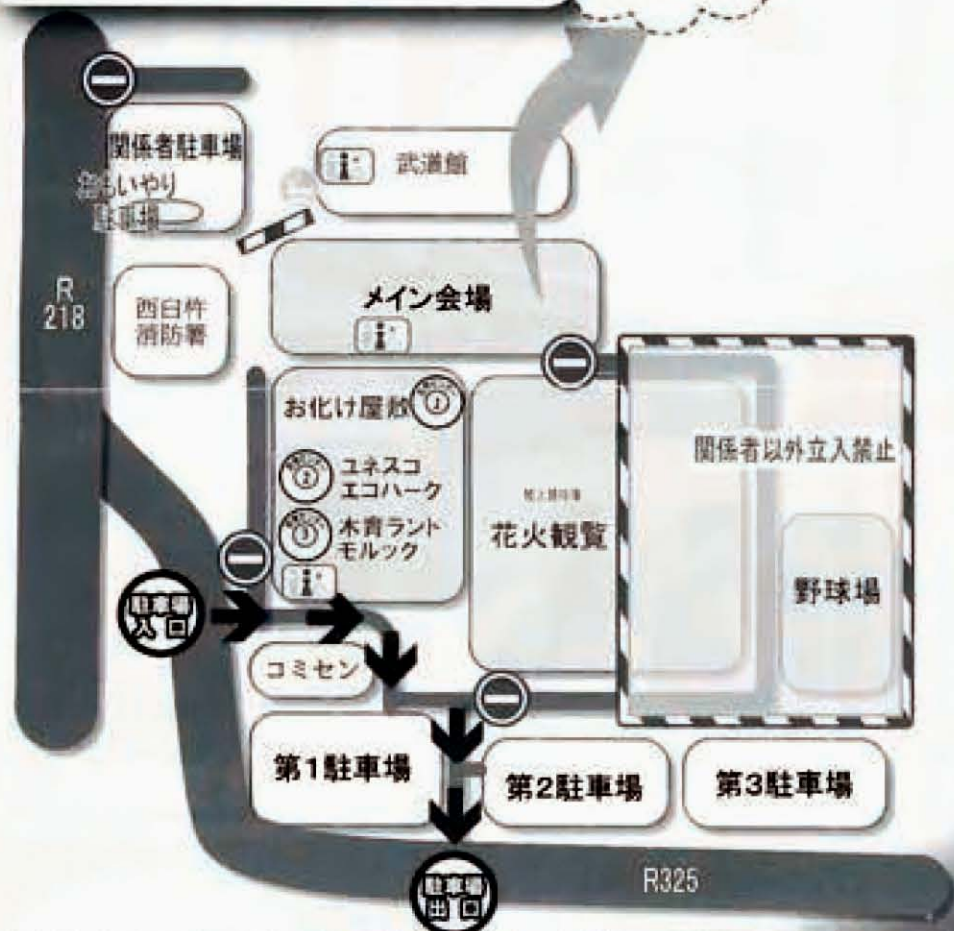 関係者駐車場
おもいやり
駐車場
武道館
R
218
西臼杵
消防署
メイン会場
お化け屋敷
1
2
ユネスコ
エコパーク
3
木育ランド
モルック
花火観覧
関係者以外立入禁止
野球場
駐車場
入口
コミセン
第1駐車場
第2駐車場
第3駐車場
駐車場
出口
R325